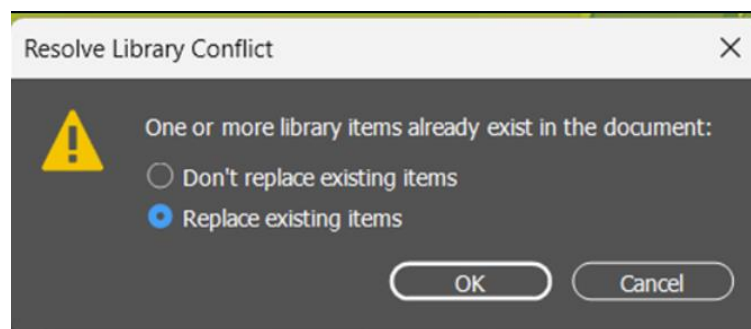 Resolve Library Conflict
One or more library items already exist in the document:
Don't replace existing items
Replace existing items
OK Cancel